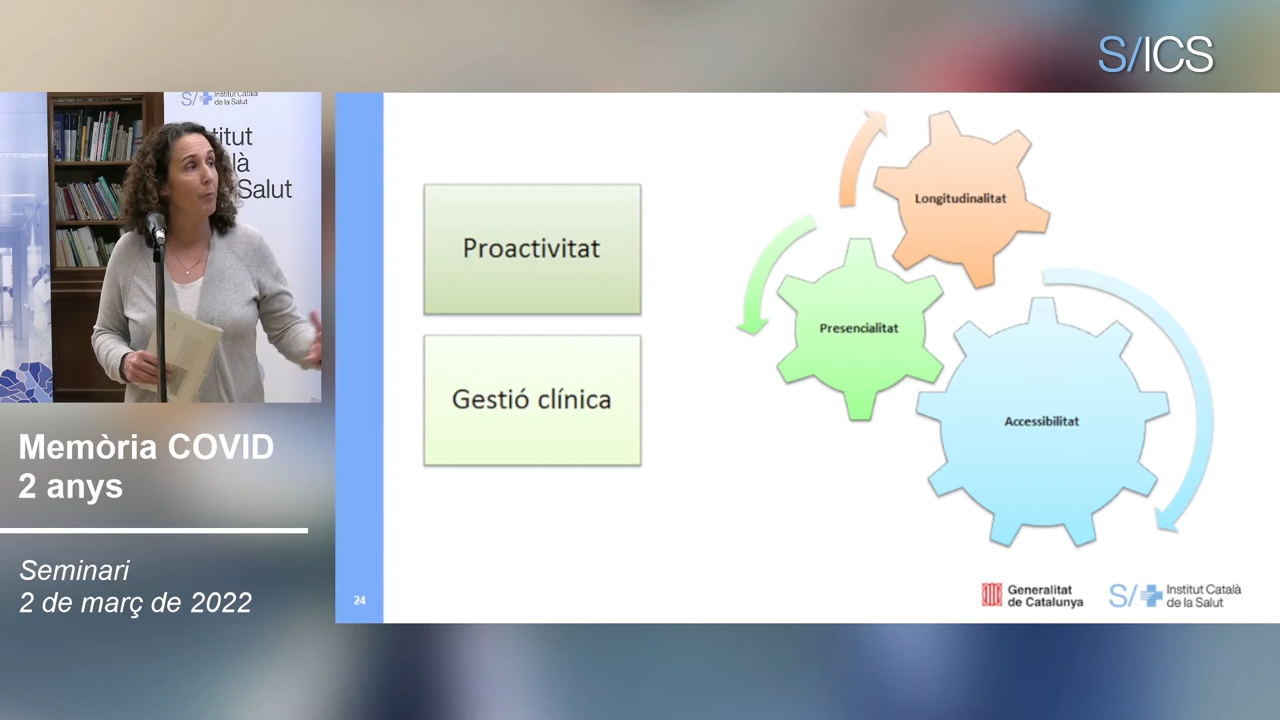 S/ICS
S/ Institut Català
de la Salut
Salut
Memòria COVID
2 anys
Seminari
2 de març de 2022
Proactivitat
Gestió clínica
Longitudinalitat
Presencialitat
Accessibilitat
24
Generalitat
de Catalunya
S/ Institut Català
de la Salut